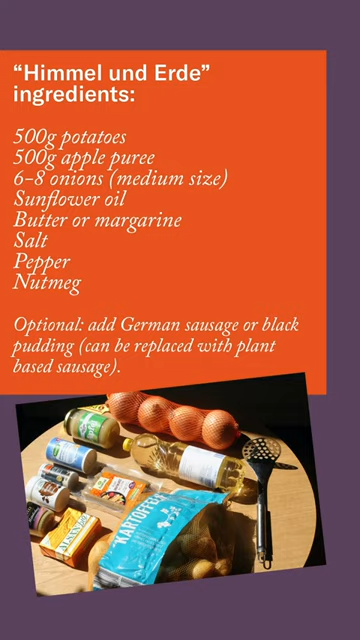 “Himmel und Erde”
ingredients:
500g potatoes
500g apple puree
6-8 onions (medium size)
Sunflower oil
Butter or margarine
Salt
Pepper
Nutmeg
Optional: add German sausage or black
pudding (can be replaced with plant
based sausage).
KARTOFFELN